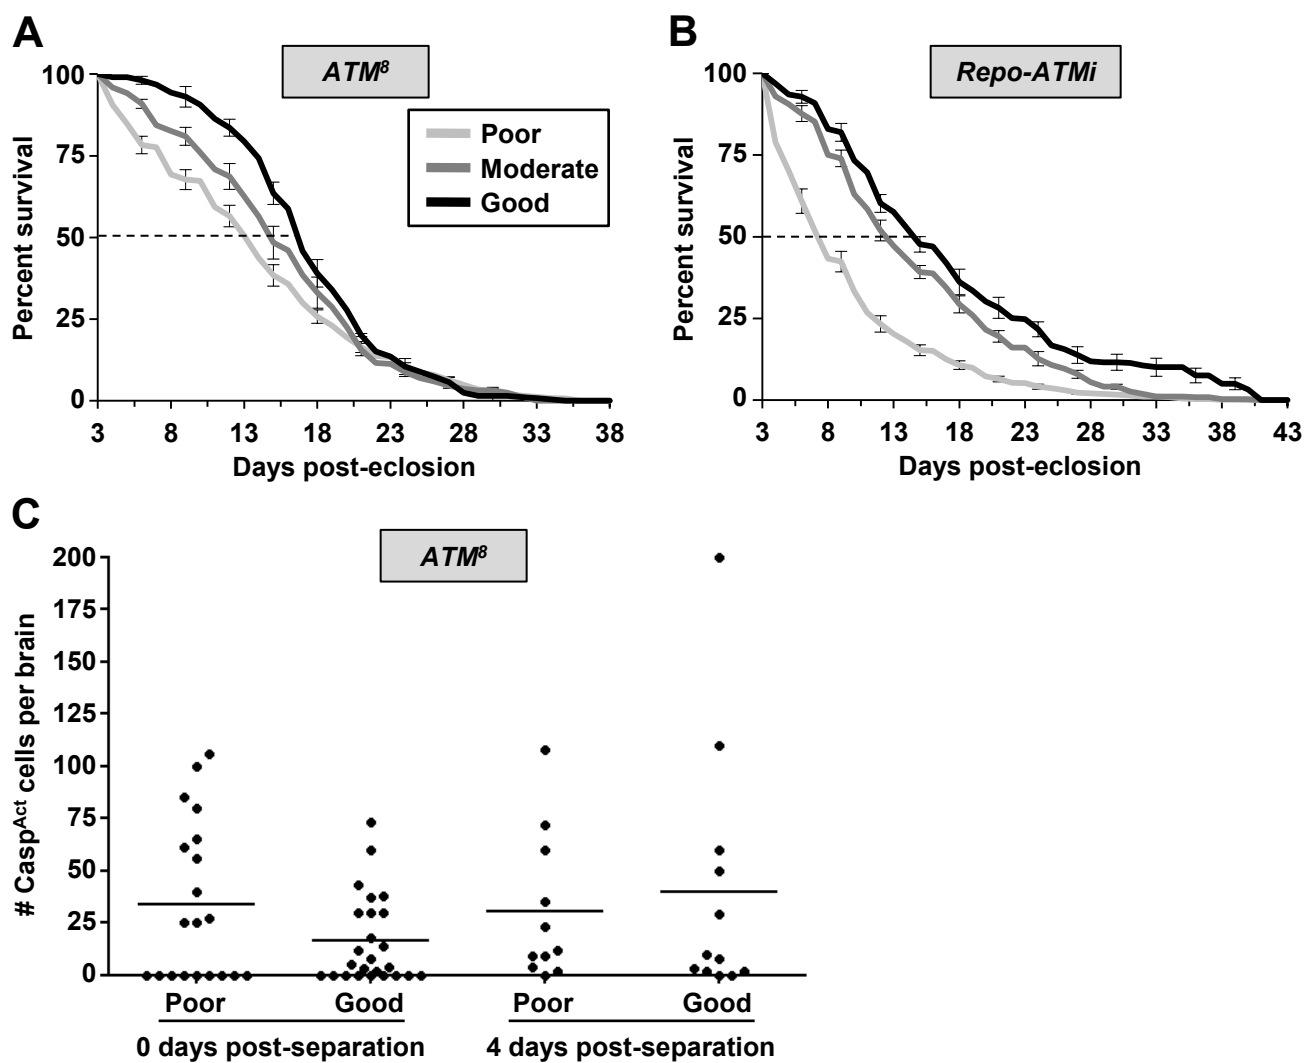 A
ATM⁸
Poor
Moderate
Good
Percent survival
100
75
50
25
0
3 8 13 18 23 28 33 38
Days post-eclosion
B
Repo-ATMi
Percent survival
100
75
50
25
0
3 8 13 18 23 28 33 38 43
Days post-eclosion
C
ATM⁸
# Caspᴬᶜᵗ cells per brain
200
175
150
125
100
75
50
25
0
Poor Good Poor Good
0 days post-separation 4 days post-separation